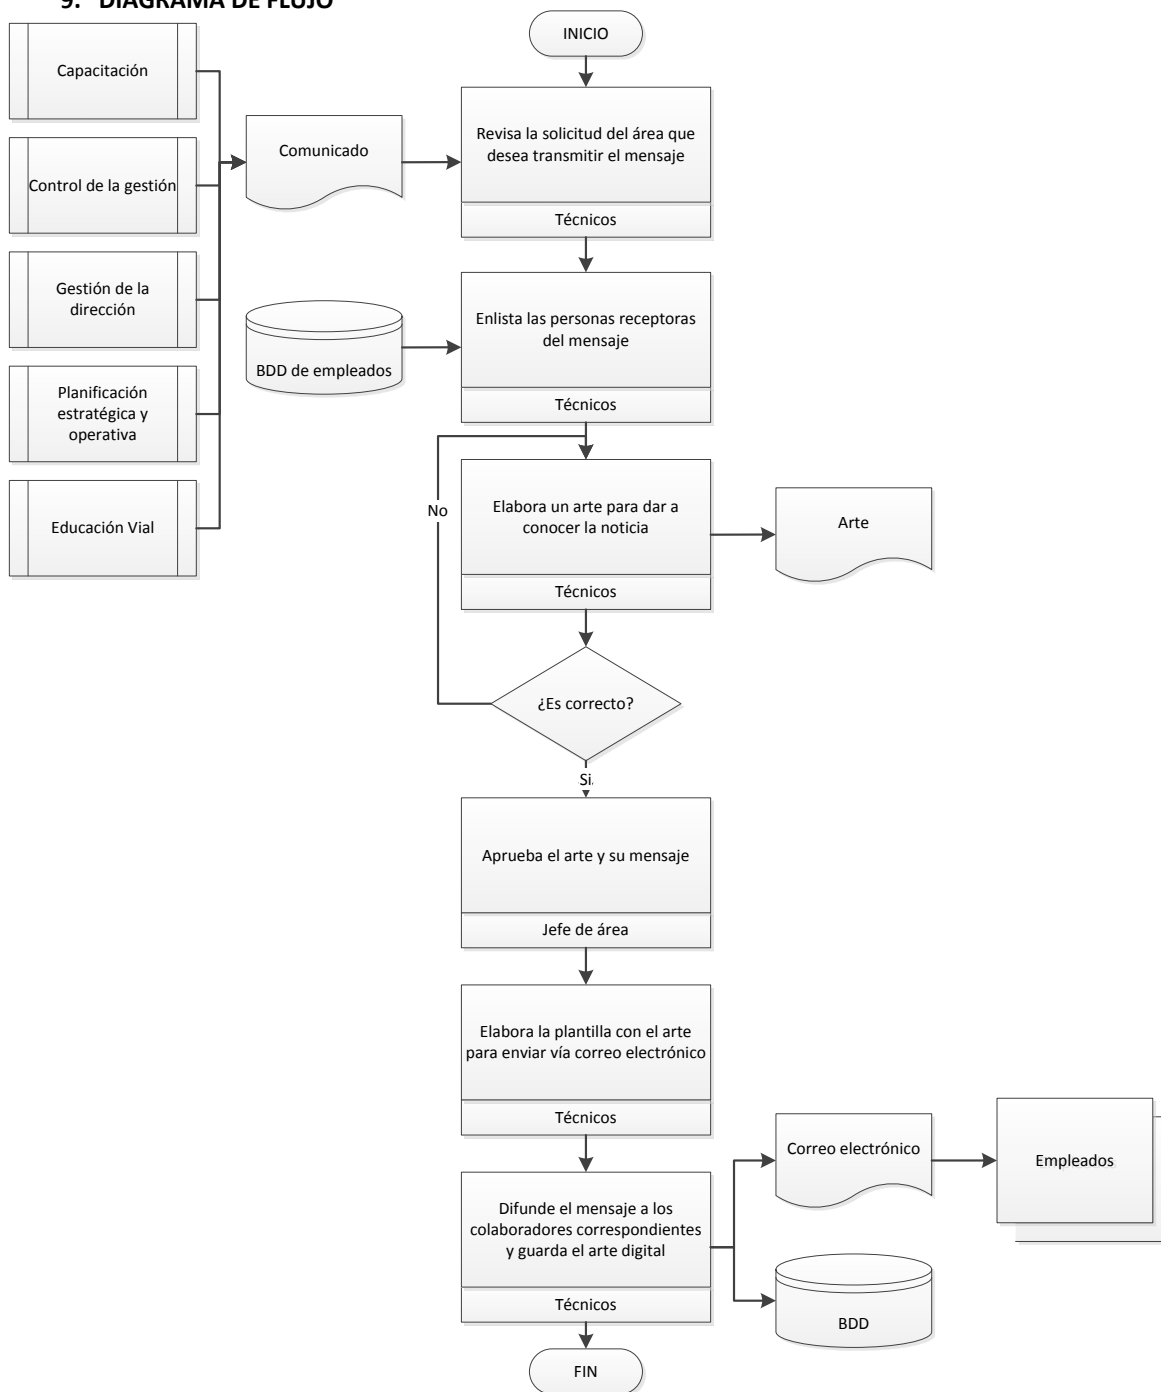 9. DIAGRAMA DE FLUJO
INICIO
Capacitación
Control de la gestión
Gestión de la
dirección
Planificación
estratégica y
operativa
Educación Vial
Comunicado
Revisa la solicitud del área que
desea transmitir el mensaje
Técnicos
BDD de empleados
Enlista las personas receptoras
del mensaje
Técnicos
No
Elabora un arte para dar a
conocer la noticia
Técnicos
Arte
¿Es correcto?
Si
Aprueba el arte y su mensaje
Jefe de área
Elabora la plantilla con el arte
para enviar vía correo electrónico
Técnicos
Difunde el mensaje a los
colaboradores correspondientes
y guarda el arte digital
Técnicos
Correo electrónico
Empleados
BDD
FIN